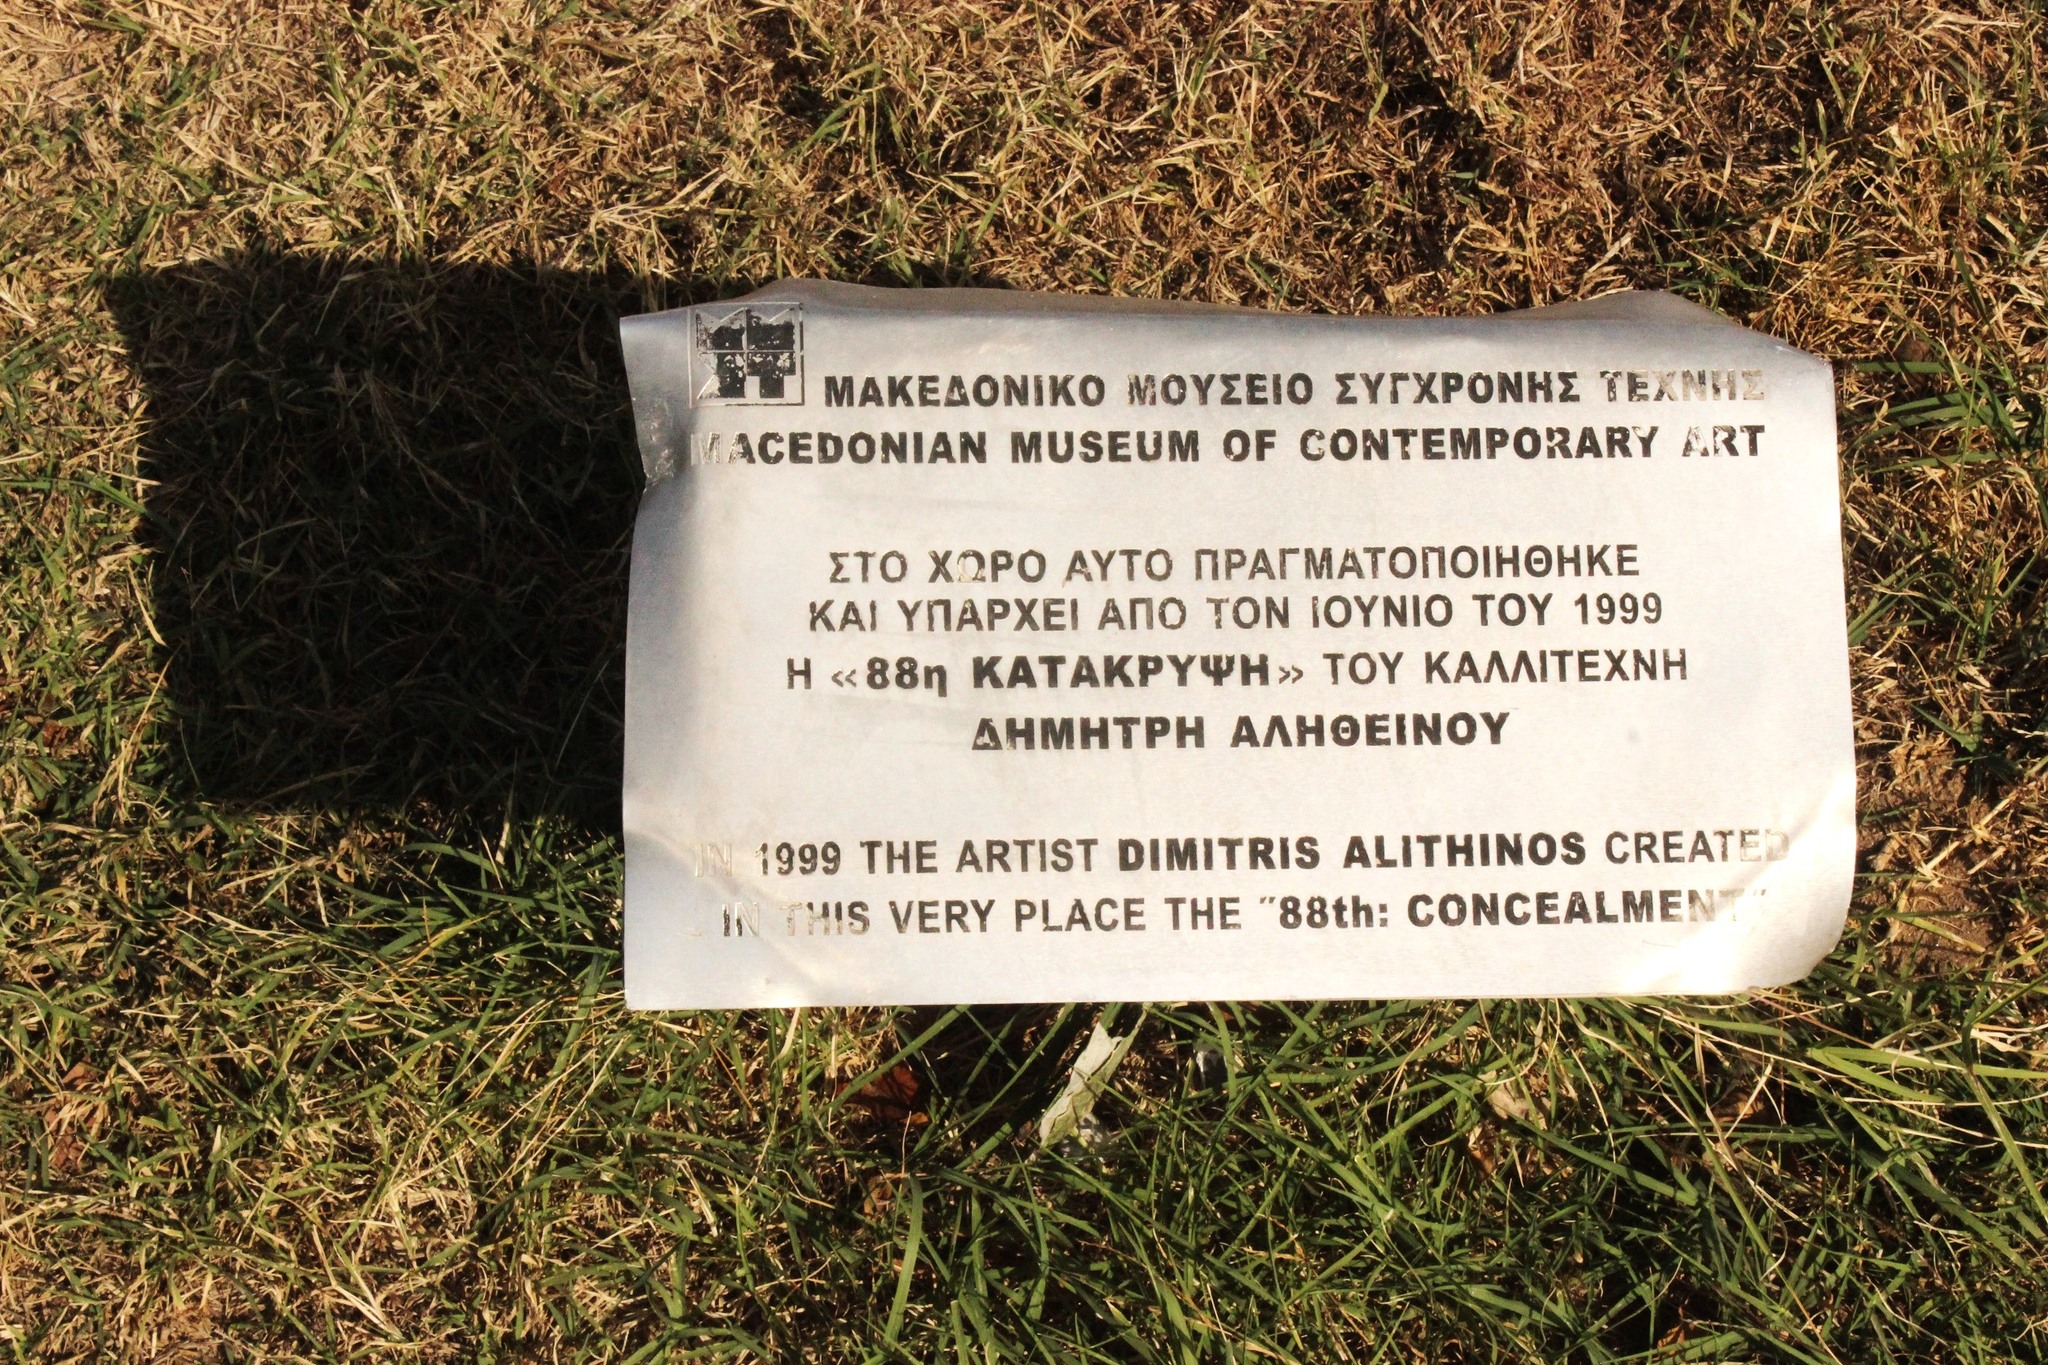 ΜΑΚΕΔΟΝΙΚΟ ΜΟΥΣΕΙΟ ΣΥΓΧΡΟΝΗΣ ΤΕΧΝΗΣ
MACEDONIAN MUSEUM OF CONTEMPORARY ART
ΣΤΟ ΧΩΡΟ ΑΥΤΟ ΠΡΑΓΜΑΤΟΠΟΙΗΘΗΚΕ
ΚΑΙ ΥΠΑΡΧΕΙ ΑΠΟ ΤΟΝ ΙΟΥΝΙΟ ΤΟΥ 1999
Η «88η ΚΑΤΑΚΡΥΨΗ» ΤΟΥ ΚΑΛΛΙΤΕΧΝΗ
ΔΗΜΗΤΡΗ ΑΛΗΘΕΙΝΟΥ
IN 1999 THE ARTIST DIMITRIS ALITHINOS CREATED
IN THIS VERY PLACE THE "88th: CONCEALMENT"